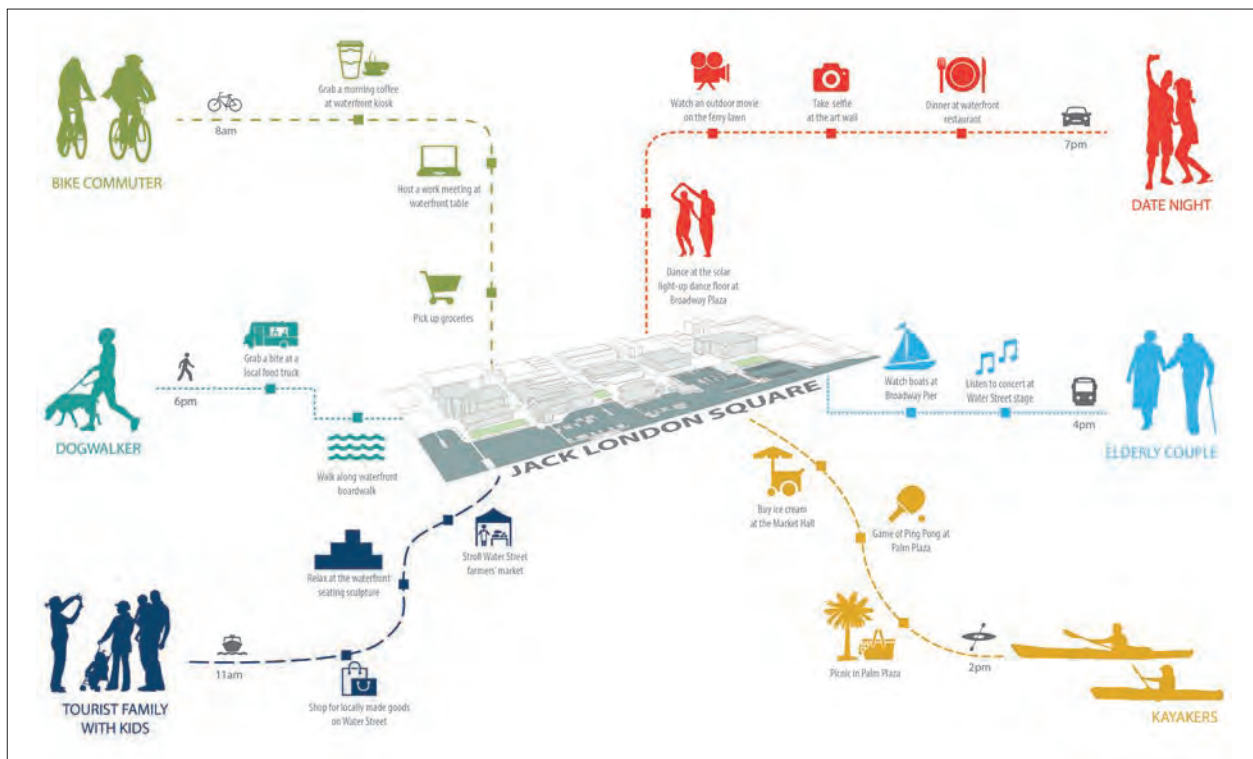 Grab a morning coffee
at waterfront kiosk
8am
BIKE COMMUTER
Host a work meeting at
waterfront table
Pick up groceries
Watch an outdoor movie
on the ferry lawn
Take selfie
at the art wall
Dinner at waterfront
restaurant
7pm
DATE NIGHT
Dance at the solar
light-up dance floor at
Broadway Plaza
Grab a bite at a
local food truck
6pm
DOGWALKER
Walk along waterfront
boardwalk
JACK LONDON SQUARE
Watch boats at
Broadway Pier
Listen to concert at
Water Street stage
4pm
ELDERLY COUPLE
Relax at the waterfront
seating sculpture
Stroll Water Street
farmers' market
11am
TOURIST FAMILY
WITH KIDS
Shop for locally made goods
on Water Street
Buy ice cream
at the Market Hall
Game of Ping Pong at
Palm Plaza
Picnic in Palm Plaza
2pm
KAYAKERS